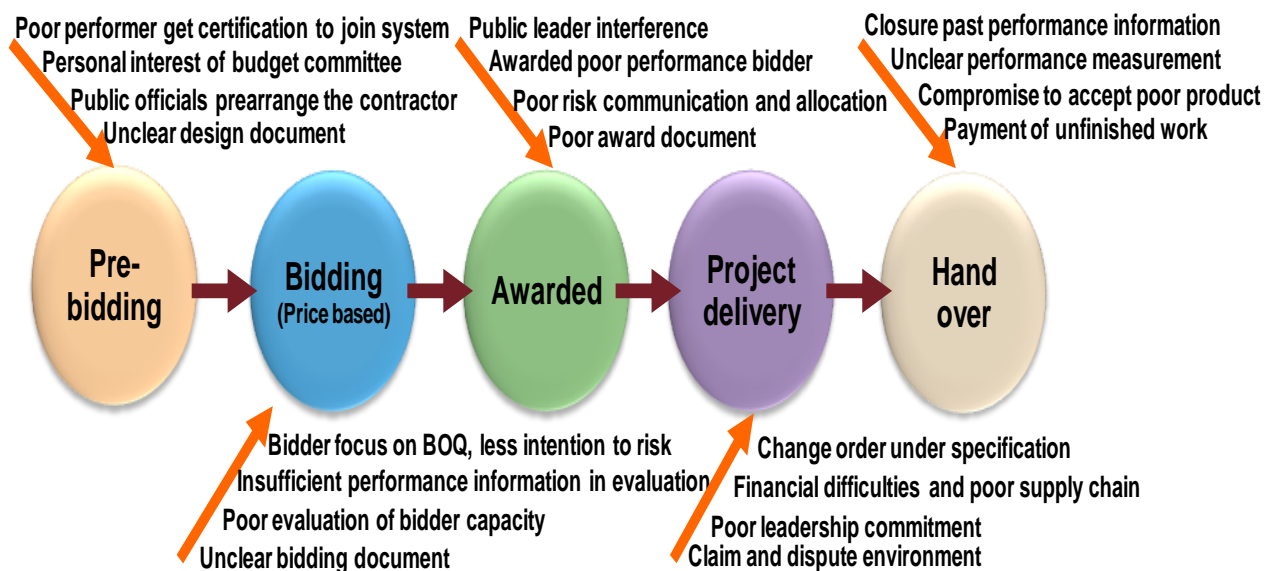 Poor performer get certification to join system
Personal interest of budget committee
Public officials prearrange the contractor
Unclear design document
Public leader interference
Awarded poor performance bidder
Poor risk communication and allocation
Poor award document
Closure past performance information
Unclear performance measurement
Compromise to accept poor product
Payment of unfinished work
Pre-
bidding
Bidding
(Price based)
Awarded
Project
delivery
Hand
over
Bidder focus on BOQ, less intention to risk
Insufficient performance information in evaluation
Poor evaluation of bidder capacity
Unclear bidding document
Change order under specification
Financial difficulties and poor supply chain
Poor leadership commitment
Claim and dispute environment